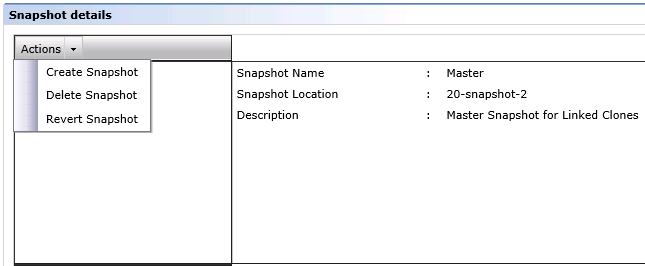 Snapshot details
Actions
Create Snapshot
Delete Snapshot
Revert Snapshot
Snapshot Name : Master
Snapshot Location : 20-snapshot-2
Description : Master Snapshot for Linked Clones